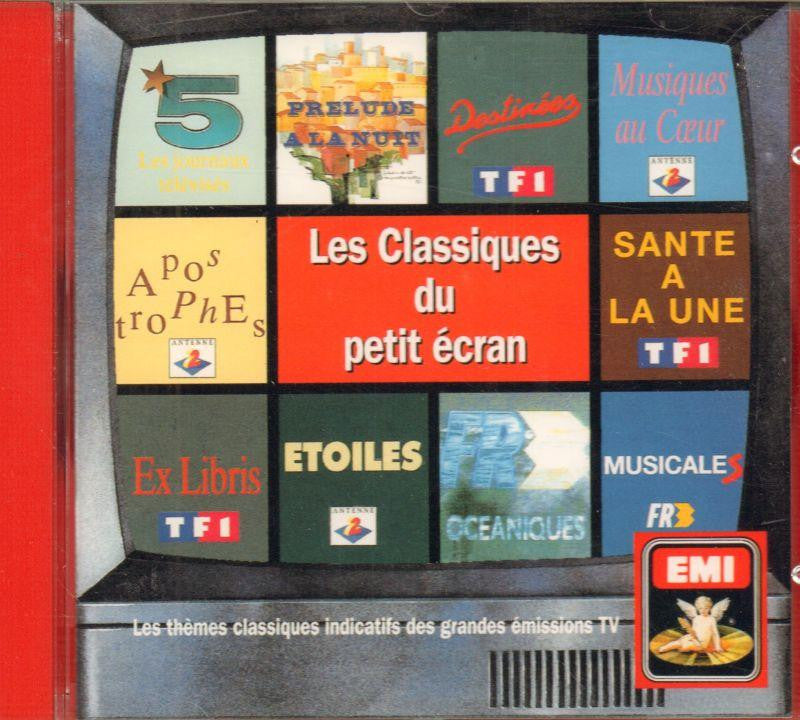 5
Les journaux
télévisés
PRELUDE
A LA NUIT
Destinées
TF1
Musiques
au Cœur
ANTENNE
2
Apos
troPhEs
ANTENNE
2
Les Classiques
du
petit écran
SANTE
A
LA UNE
TF1
Ex Libris
TF1
ETOILES
ANTENNE
2
FR3
OCEANIQUES
MUSICALES
FR3
EMI
Les thèmes classiques indicatifs des grandes émissions TV